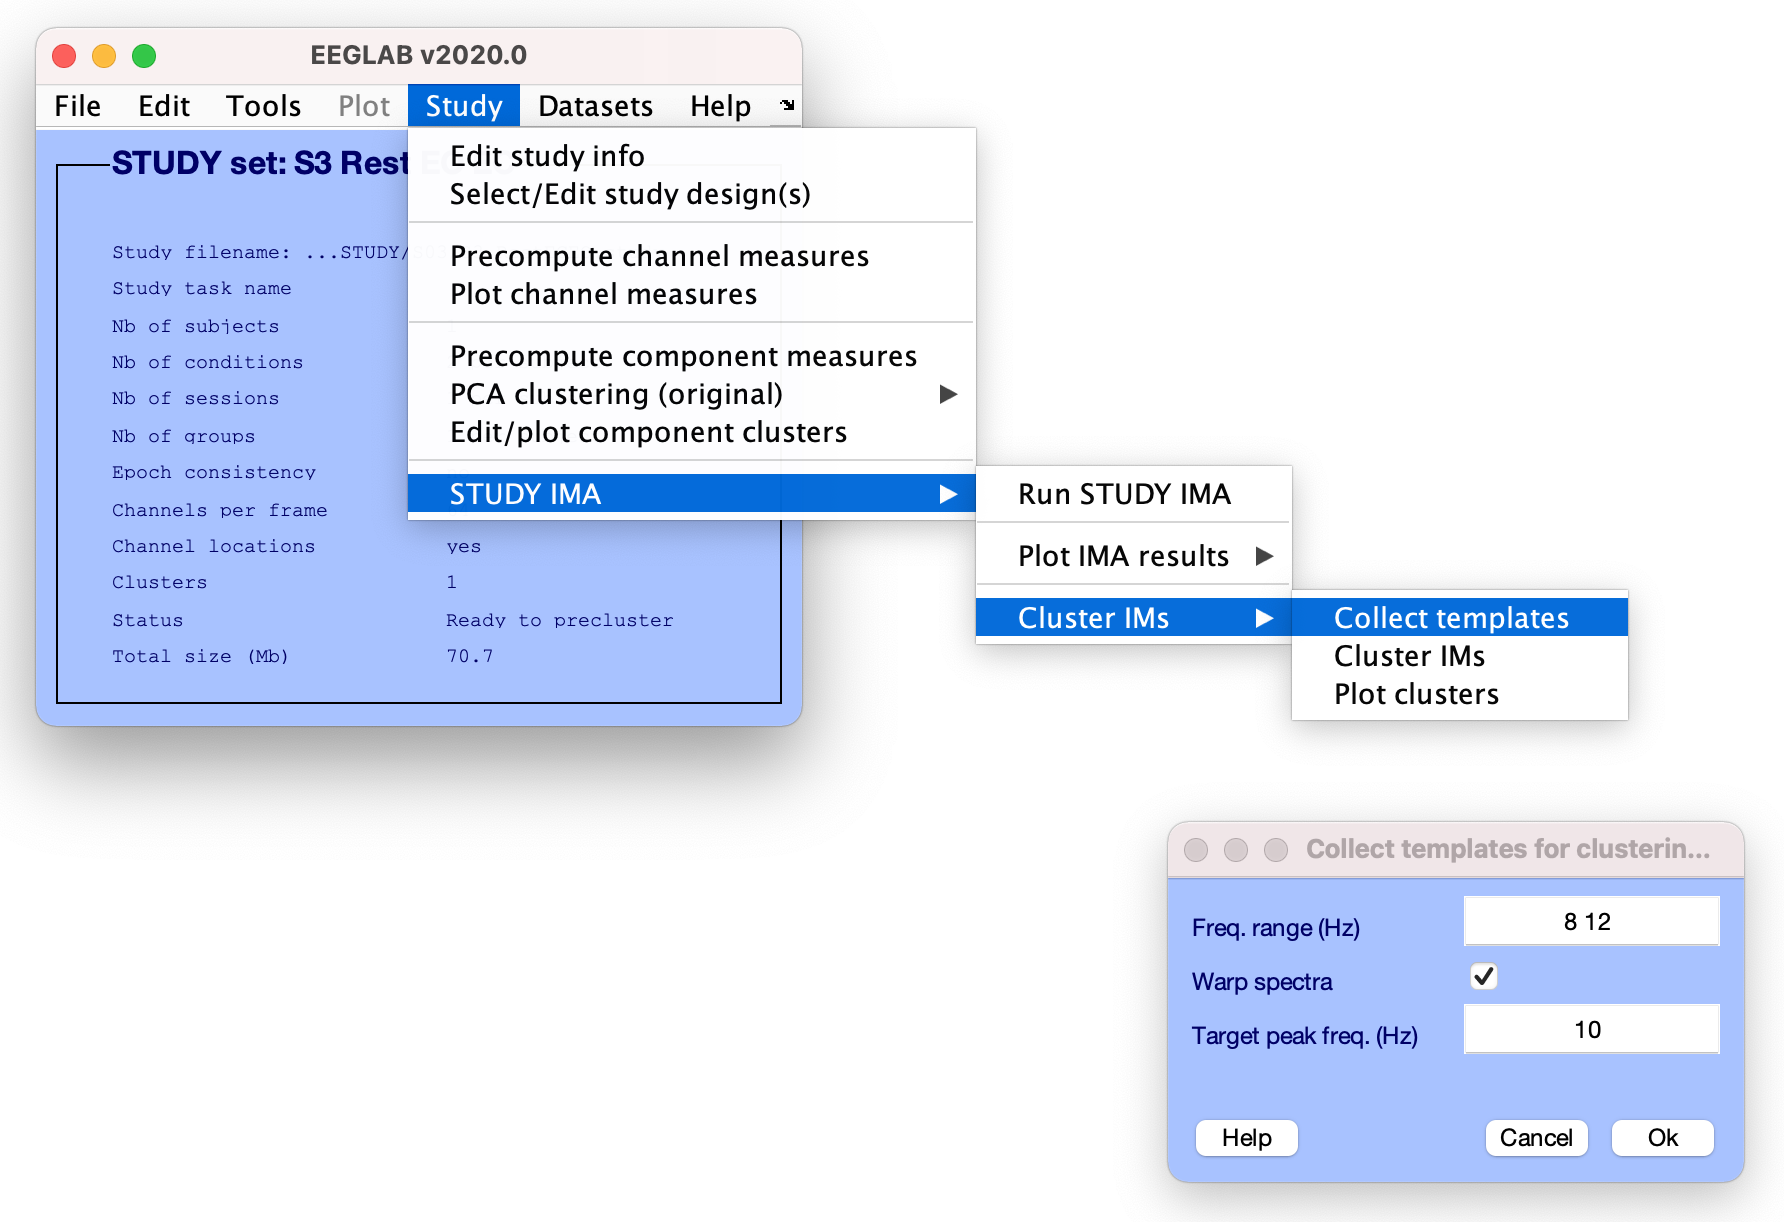 EEGLAB v2020.0
File Edit Tools Plot Study Datasets Help
STUDY set: S3 Rest
Study filename: ...STUDY/
Study task name
Nb of subjects
Nb of conditions
Nb of sessions
Nb of groups
Epoch consistency
Channels per frame
Channel locations yes
Clusters 1
Status Ready to precluster
Total size (Mb) 70.7
Edit study info
Select/Edit study design(s)
Precompute channel measures
Plot channel measures
Precompute component measures
PCA clustering (original)
Edit/plot component clusters
STUDY IMA
Run STUDY IMA
Plot IMA results
Cluster IMs
Collect templates
Cluster IMs
Plot clusters
Collect templates for clusterin...
Freq. range (Hz) 8 12
Warp spectra
Target peak freq. (Hz) 10
Help Cancel Ok